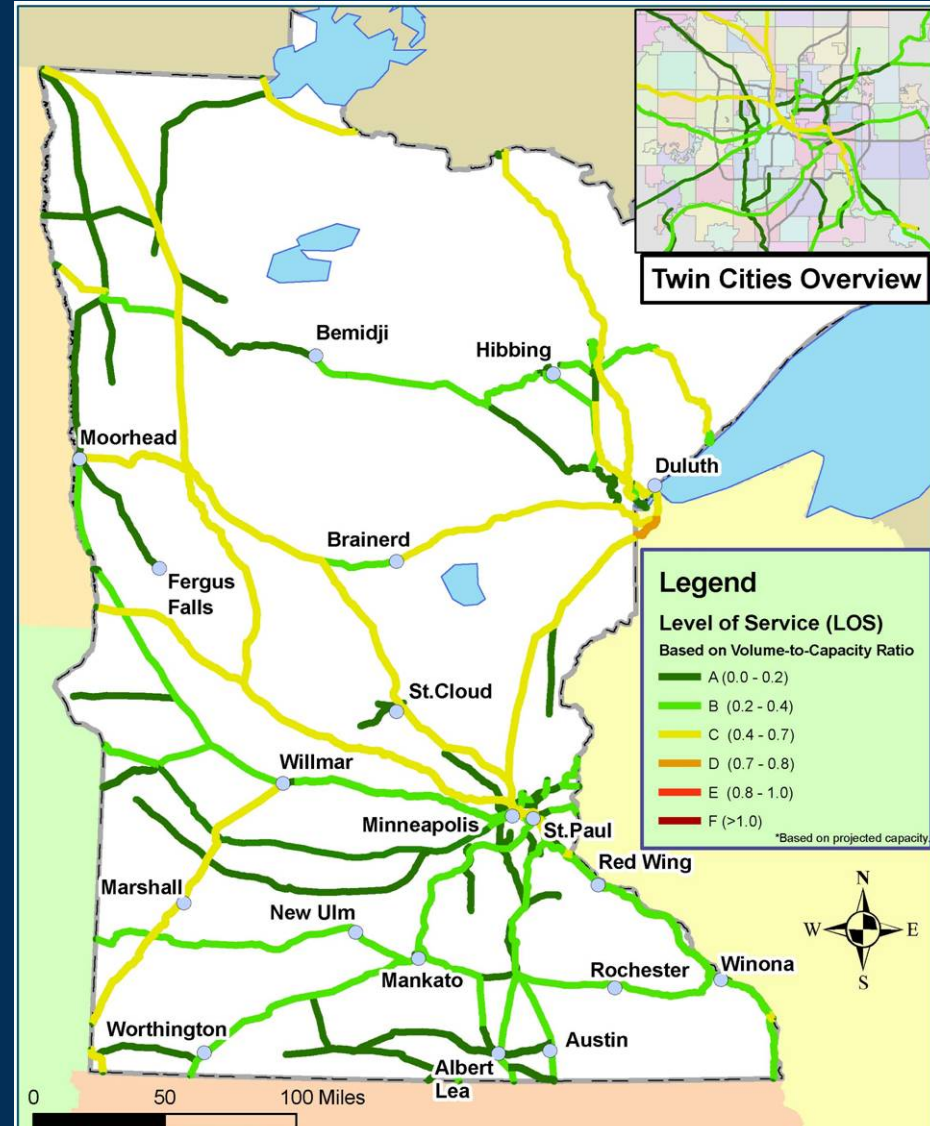 Twin Cities Overview
Bemidji
Hibbing
Moorhead
Duluth
Brainerd
Fergus
Falls
Legend
Level of Service (LOS)
Based on Volume-to-Capacity Ratio
A (0.0 - 0.2)
B (0.2 - 0.4)
C (0.4 - 0.7)
D (0.7 - 0.8)
E (0.8 - 1.0)
F (>1.0)
*Based on projected capacity.
St.Cloud
Willmar
Minneapolis
St.Paul
Red Wing
Marshall
New Ulm
N
W
E
S
Mankato
Rochester
Winona
Worthington
Albert
Lea
Austin
0
50
100 Miles